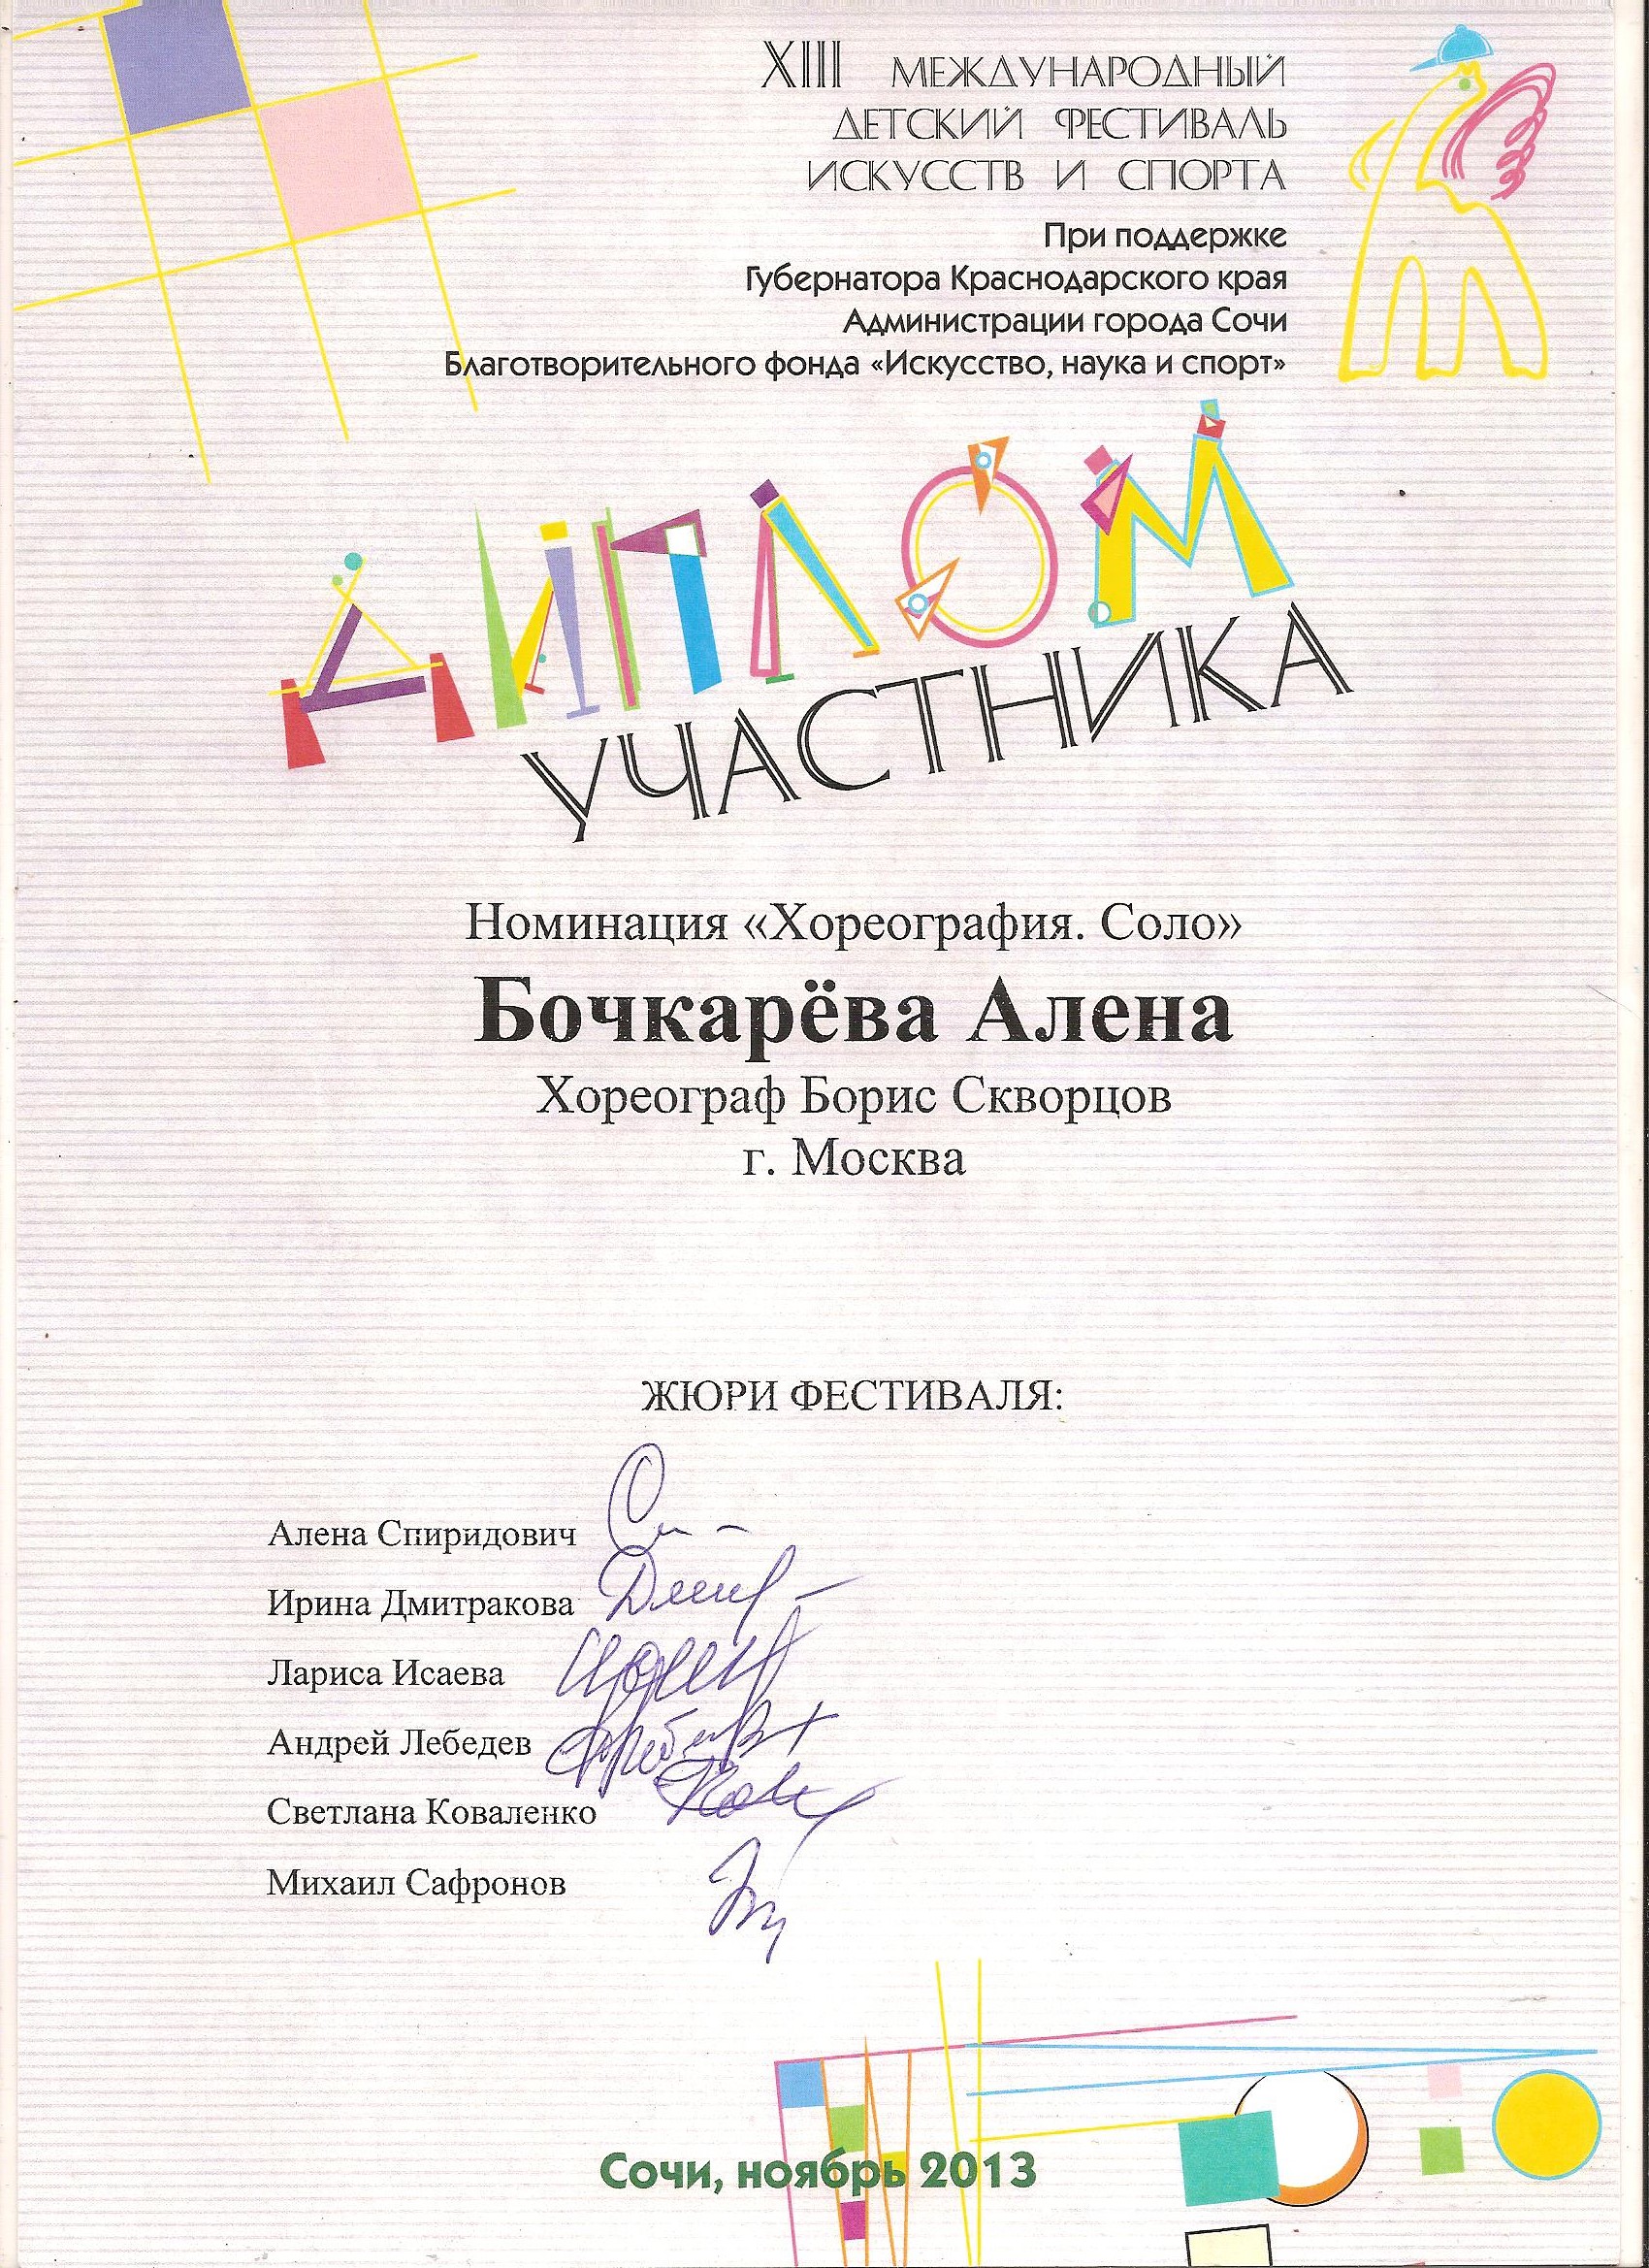 XIII МЕЖДУНАРОДНЫЙ
ДЕТСКИЙ ФЕСТИВАЛЬ
ИСКУССТВ И СПОРТА
При поддержке
Губернатора Краснодарского края
Администрации города Сочи
Благотворительного фонда «Искусство, наука и спорт»
ДИПЛОМ
УЧАСТНИКА
Номинация «Хореография. Соло»
Бочкарёва Алена
Хореограф Борис Скворцов
г. Москва
ЖЮРИ ФЕСТИВАЛЯ:
Алена Спиридович
Ирина Дмитракова
Лариса Исаева
Андрей Лебедев
Светлана Коваленко
Михаил Сафронов
Сочи, ноябрь 2013